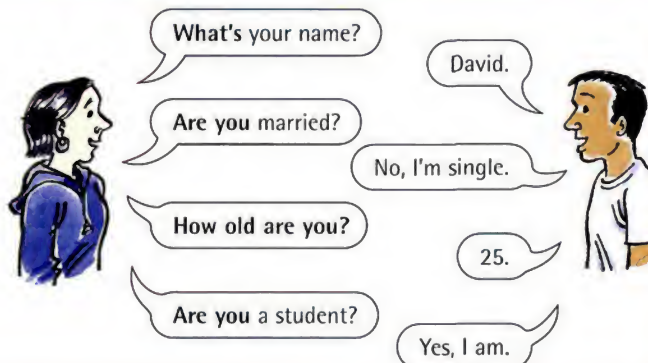 What's your name?
David.
Are you married?
No, I'm single.
How old are you?
25.
Are you a student?
Yes, I am.